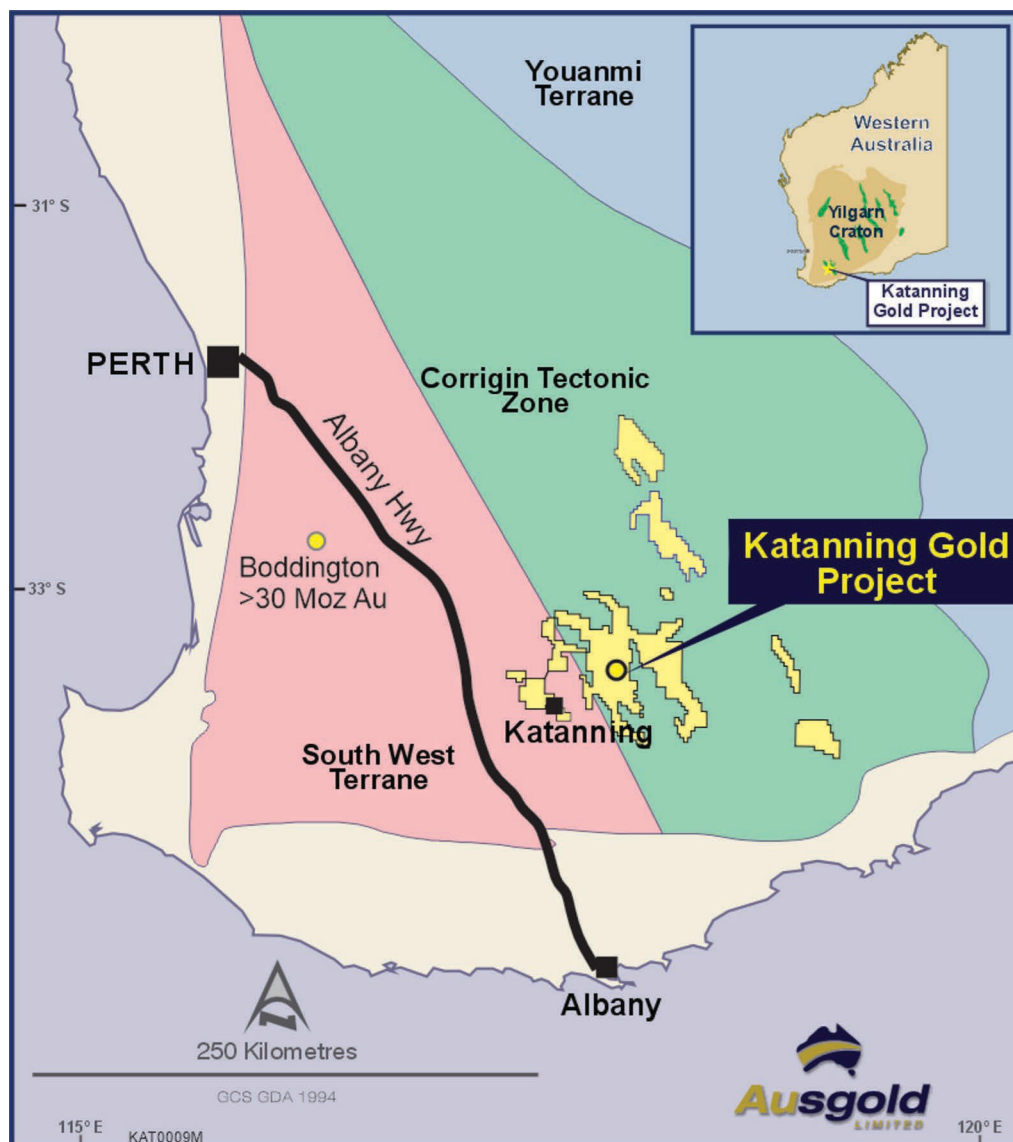 Youanmi
Terrane
Western
Australia
Yilgarn
Craton
PERTH
Katanning
Gold Project
31° S
PERTH
Corrigin Tectonic
Zone
Albany Hwy
Boddington
>30 Moz Au
33° S
Katanning Gold
Project
Katanning
South West
Terrane
Albany
N
250 Kilometres
GCS GDA 1994
Ausgold
LIMITED
115° E
KAT0009M
120° E